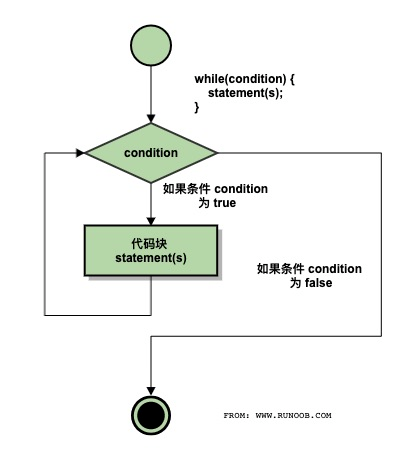 while(condition) {
statement(s);
}
condition
如果条件 condition
为 true
代码块
statement(s)
如果条件 condition
为 false
FROM: WWW.RUNOOB.COM